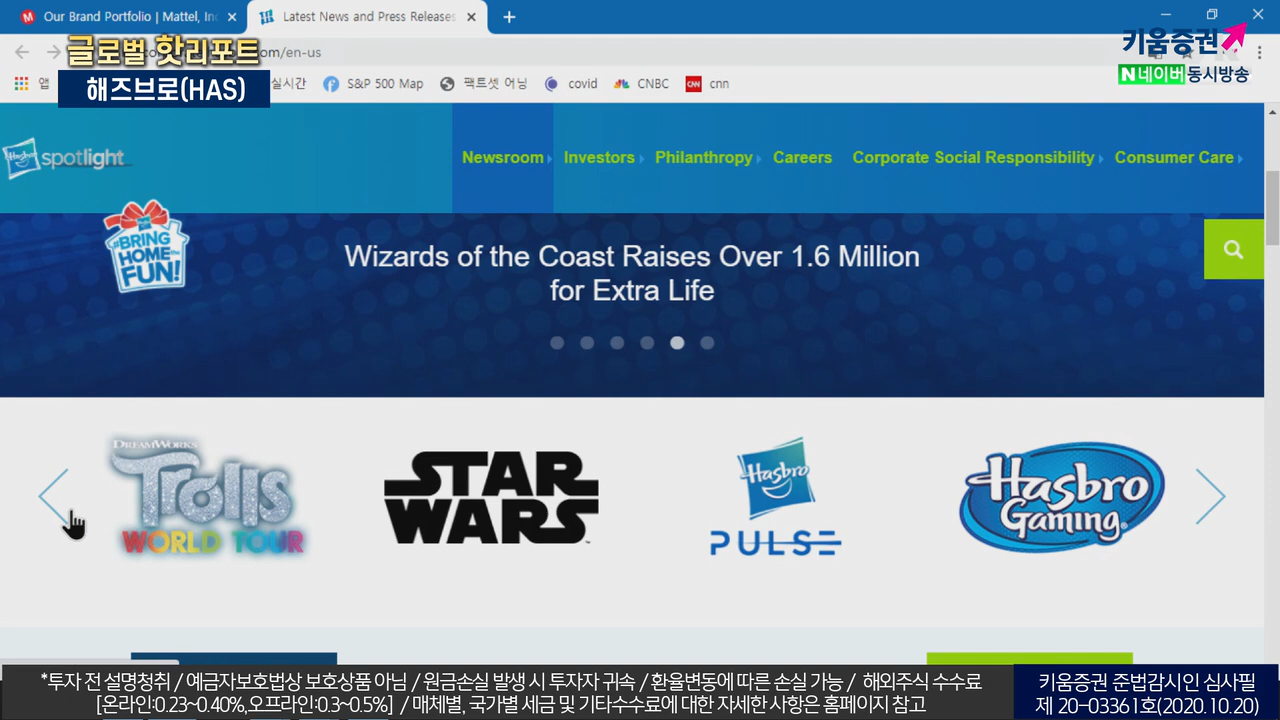 Our Brand Portfolio | Mattel, Inc
Latest News and Press Releases
글로벌 핫리포트
om/en-us
해즈브로(HAS)
키움증권
N 네이버 동시방송
앱
실시간
S&P 500 Map
팩트셋 어닝
covid
CNBC
CNN
cnn
Hasbro spotlight
Newsroom
Investors
Philanthropy
Careers
Corporate Social Responsibility
Consumer Care
#BRING
HOME the
FUN!
Wizards of the Coast Raises Over 1.6 Million
for Extra Life
DREAMWORKS
Trolls
WORLD TOUR
STAR
WARS
Hasbro
PULSE
Hasbro
Gaming
*투자 전 설명청취 / 예금자보호법상 보호상품 아님 / 원금손실 발생 시 투자자 귀속 / 환율변동에 따른 손실 가능 / 해외주식 수수료
[온라인:0.23~0.40%,오프라인:0.3~0.5%] / 매체별, 국가별 세금 및 기타수수료에 대한 자세한 사항은 홈페이지 참고
키움증권 준법감시인 심사필
제 20-03361호(2020.10.20)